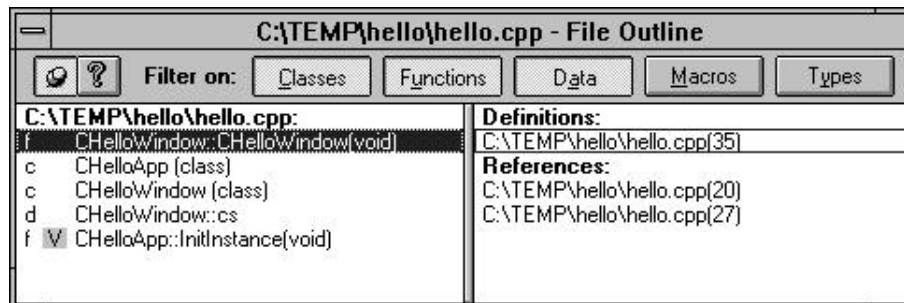 C:\TEMP\hello\hello.cpp - File Outline
? Filter on: Classes Functions Data Macros Types
C:\TEMP\hello\hello.cpp:
f CHelloWindow::CHelloWindow(void)
c CHelloApp (class)
c CHelloWindow (class)
d CHelloWindow::cs
f V CHelloApp::InitInstance(void)
Definitions:
C:\TEMP\hello\hello.cpp(35)
References:
C:\TEMP\hello\hello.cpp(20)
C:\TEMP\hello\hello.cpp(27)